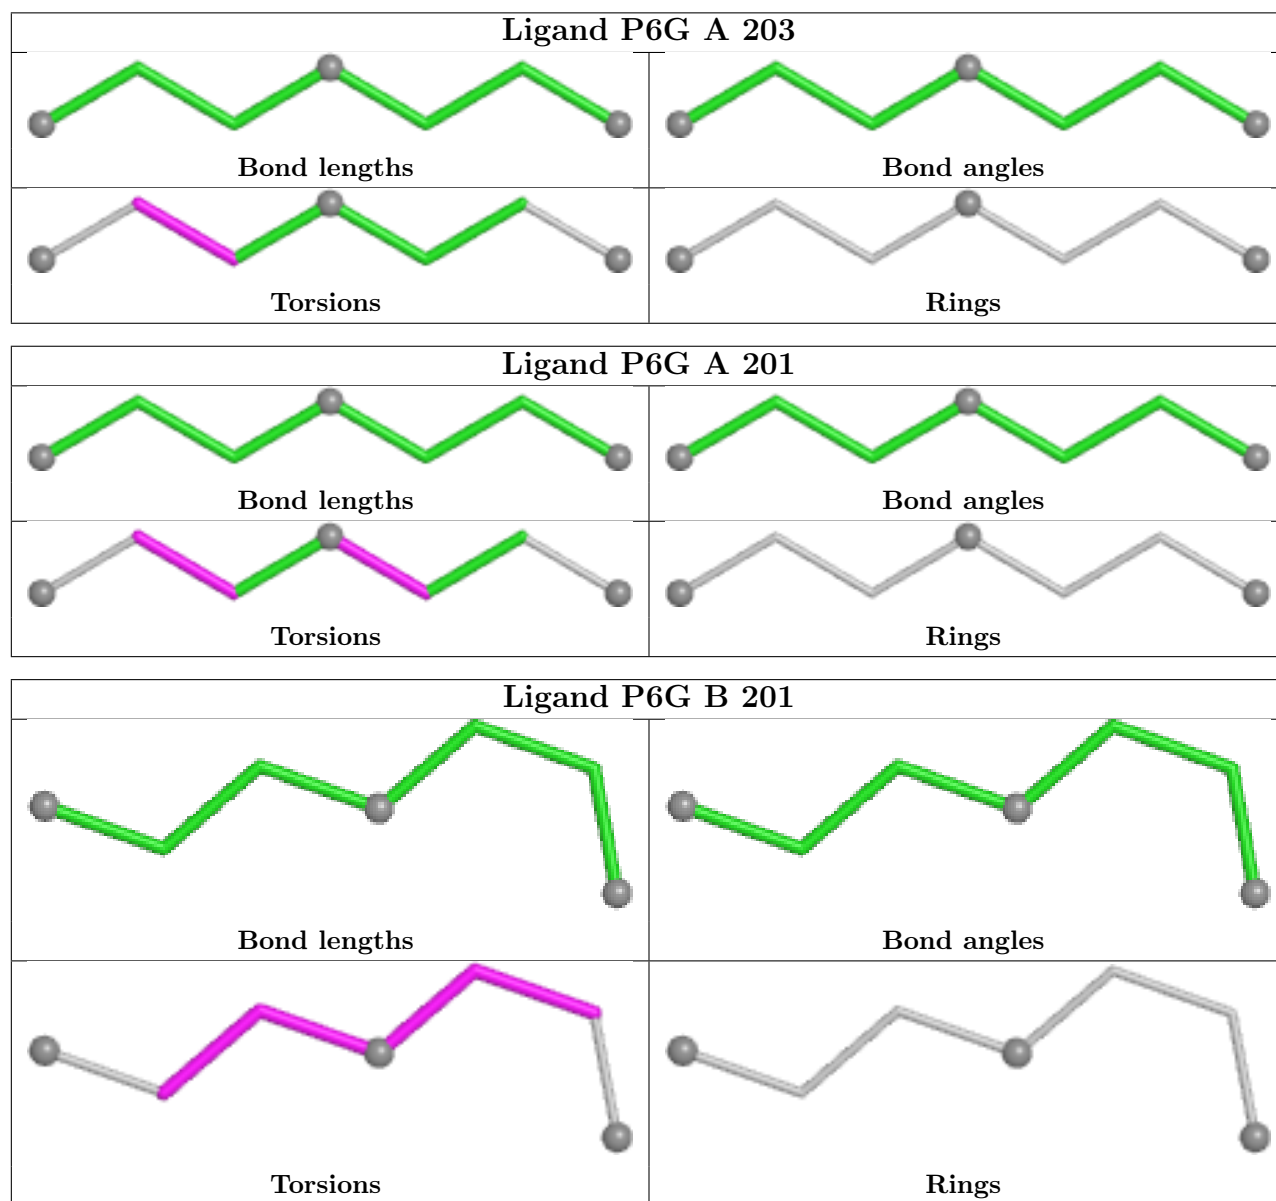 Ligand P6G A 203
Bond lengths Bond angles
Torsions Rings
Ligand P6G A 201
Bond lengths Bond angles
Torsions Rings
Ligand P6G B 201
Bond lengths Bond angles
Torsions Rings